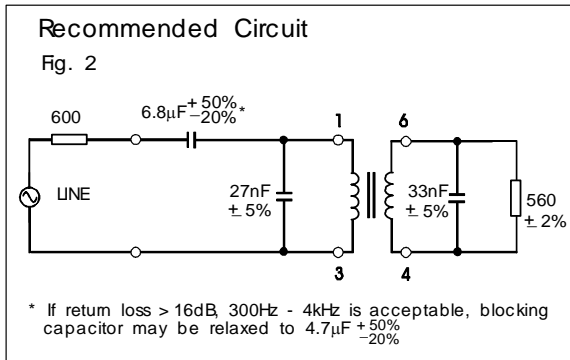 Recommended Circuit
Fig. 2
600
6.8µF +50% -20% *
1
6
LINE
27nF
± 5%
33nF
± 5%
560
± 2%
3
4
* If return loss > 16dB, 300Hz - 4kHz is acceptable, blocking
capacitor may be relaxed to 4.7µF +50% -20%